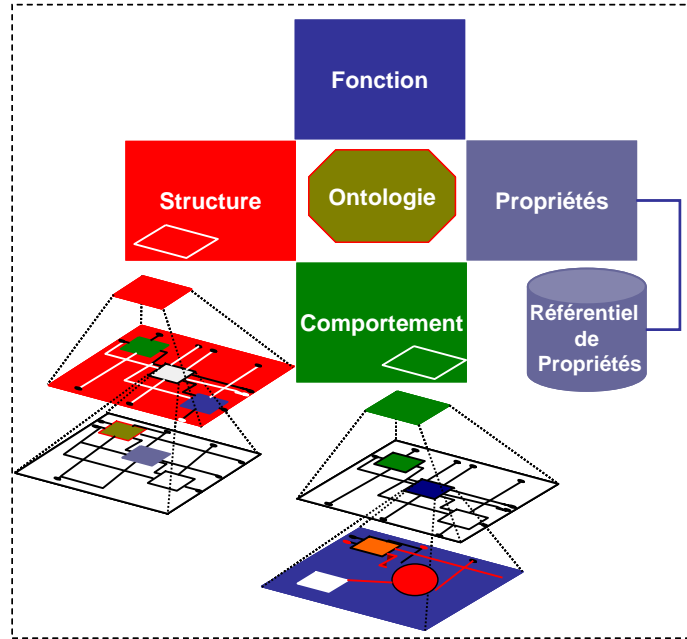 Fonction
Structure
Ontologie
Propriétés
Comportement
Référentiel
de
Propriétés